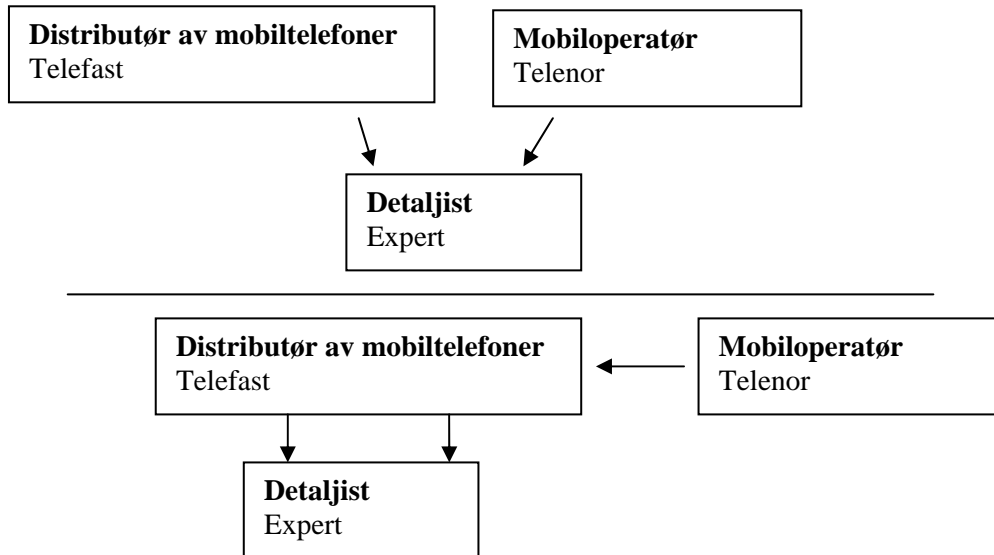 Distributør av mobiltelefoner
Telefast
Mobiloperatør
Telenor
Detaljist
Expert
Distributør av mobiltelefoner
Telefast
Mobiloperatør
Telenor
Detaljist
Expert